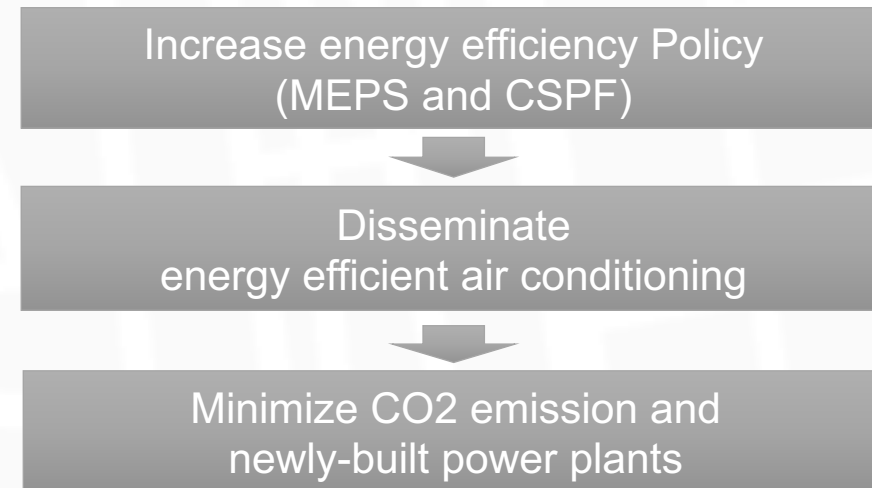 Increase energy efficiency Policy
(MEPS and CSPF)
Disseminate
energy efficient air conditioning
Minimize CO2 emission and
newly-built power plants